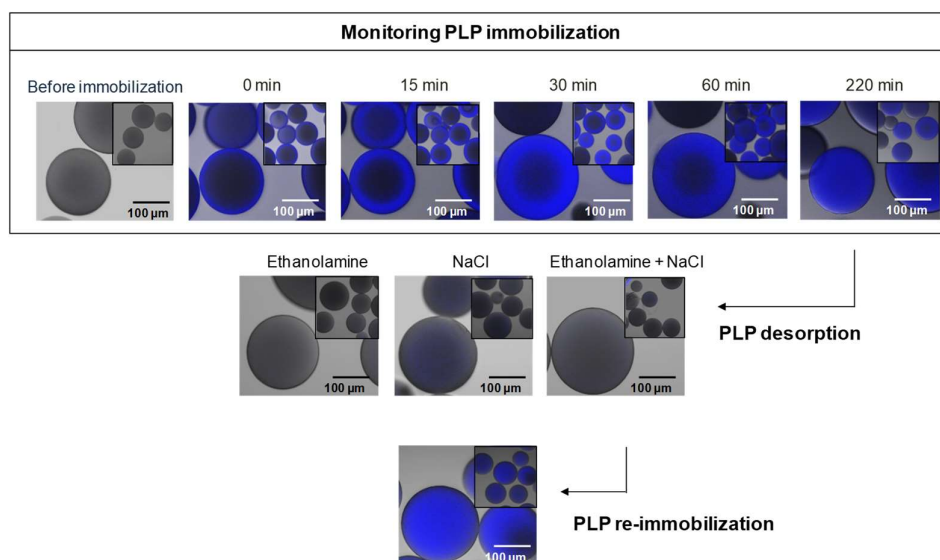 Monitoring PLP immobilization
Before immobilization
0 min
15 min
30 min
60 min
220 min
100 µm
100 µm
100 µm
100 µm
100 µm
100 µm
Ethanolamine
NaCl
Ethanolamine + NaCl
100 µm
100 µm
100 µm
PLP desorption
PLP re-immobilization
100 µm